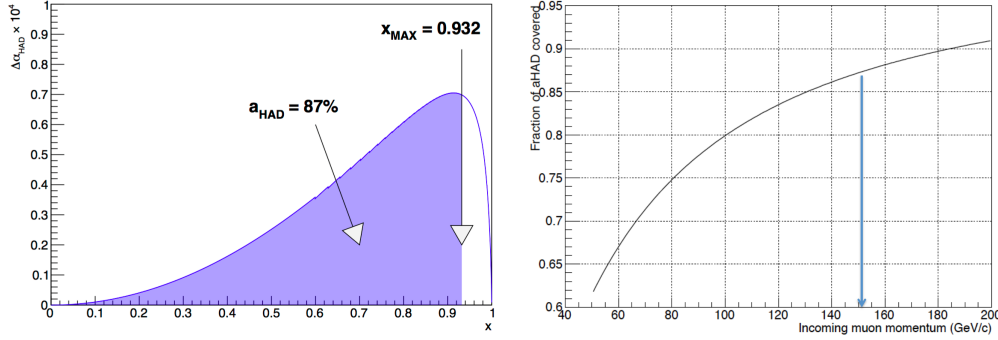 Δα_HAD × 10^4
1
0.9
0.8
0.7
0.6
0.5
0.4
0.3
0.2
0.1
0
x_MAX = 0.932
a_HAD = 87%
0 0.1 0.2 0.3 0.4 0.5 0.6 0.7 0.8 0.9 1
x
Fraction of aHAD covered
0.95
0.9
0.85
0.8
0.75
0.7
0.65
0.6
40 60 80 100 120 140 160 180 200
Incoming muon momentum (GeV/c)